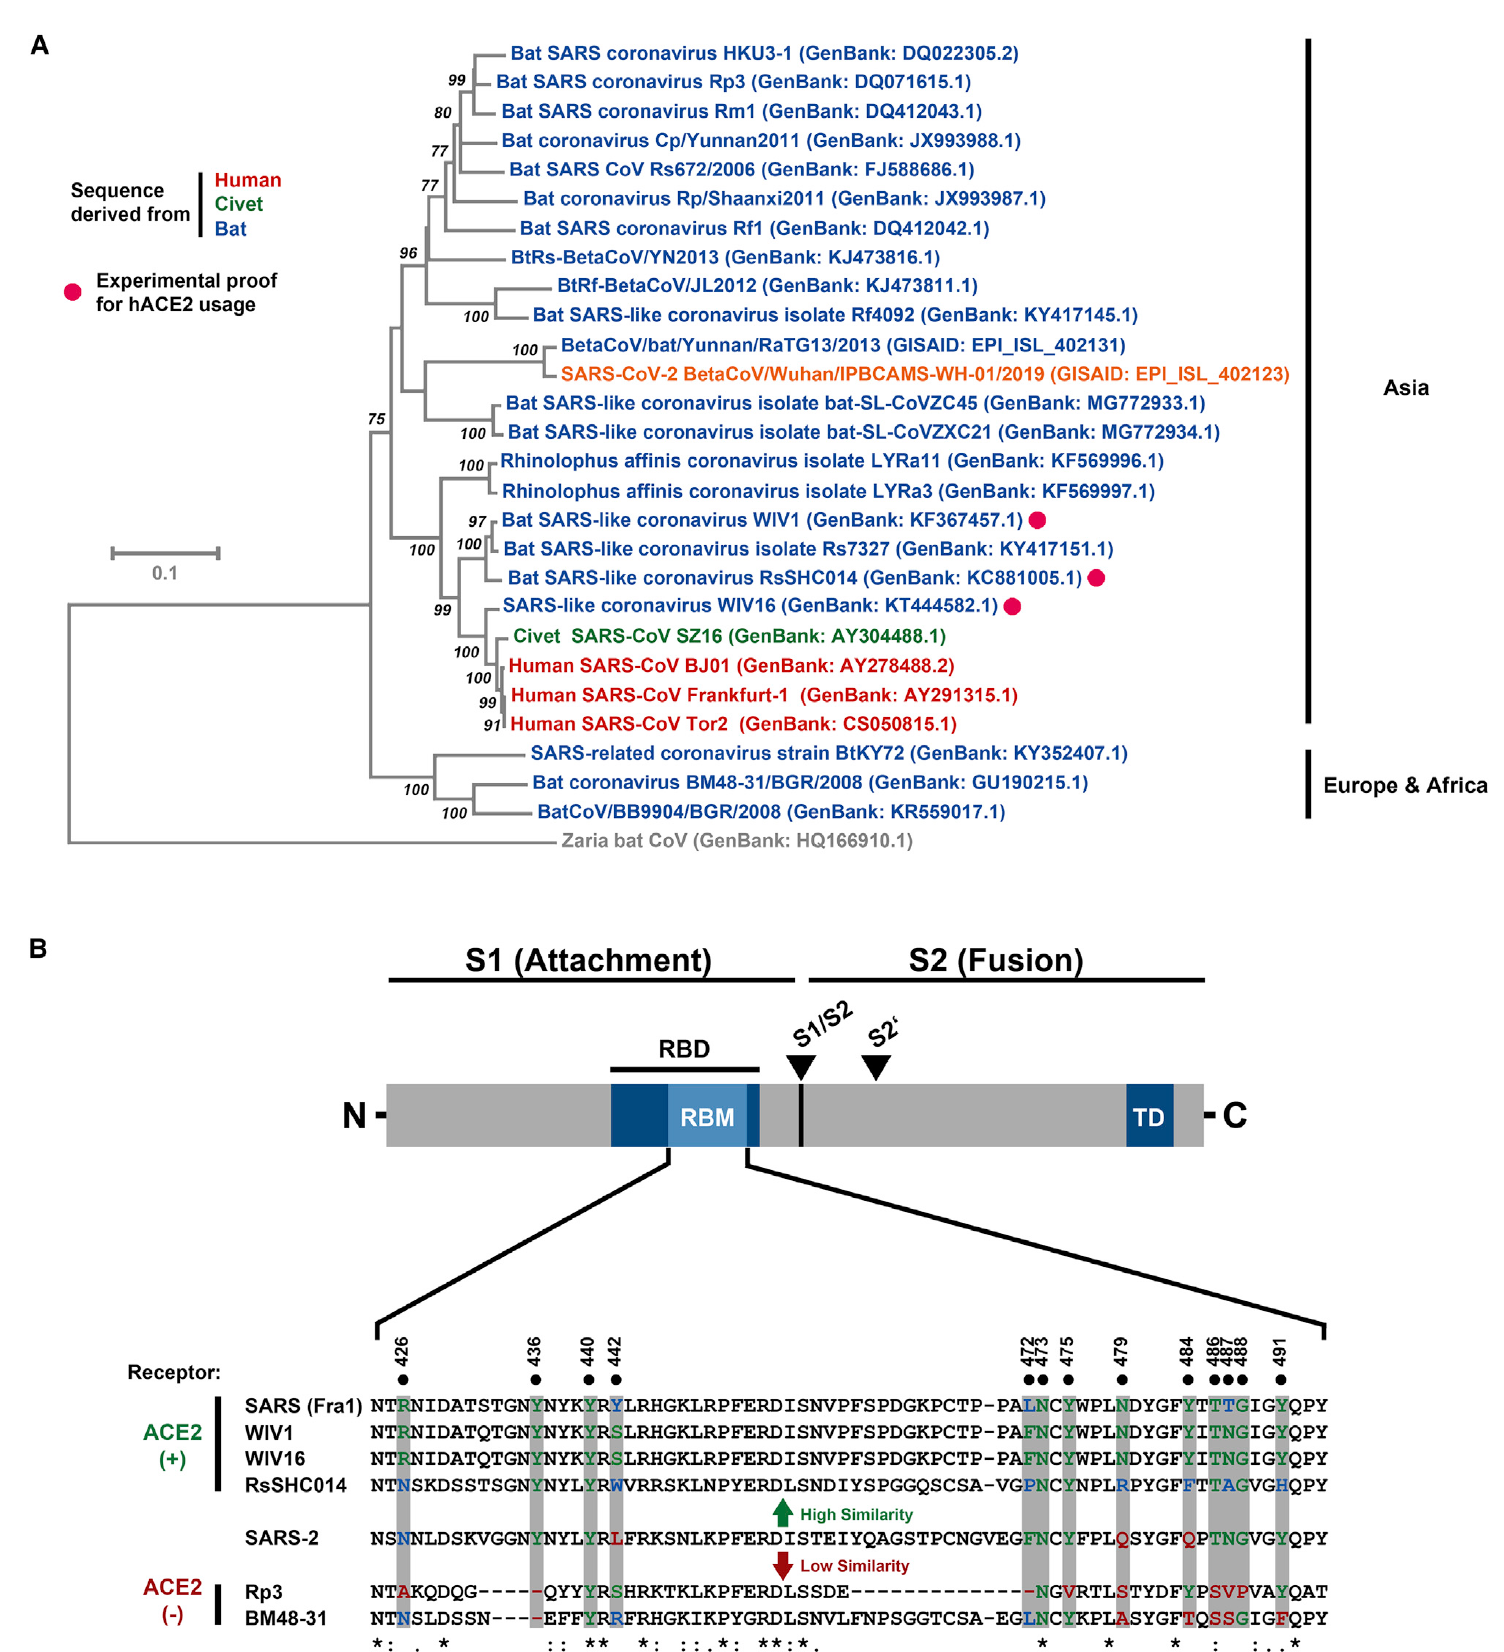 A
Bat SARS coronavirus HKU3-1 (GenBank: DQ022305.2)
99
Bat SARS coronavirus Rp3 (GenBank: DQ071615.1)
80
Bat SARS coronavirus Rm1 (GenBank: DQ412043.1)
Bat coronavirus Cp/Yunnan2011 (GenBank: JX993988.1)
77
Bat SARS CoV Rs672/2006 (GenBank: FJ588686.1)
77
Bat coronavirus Rp/Shaanxi2011 (GenBank: JX993987.1)
Bat SARS coronavirus Rf1 (GenBank: DQ412042.1)
96
BtRs-BetaCoV/YN2013 (GenBank: KJ473816.1)
BtRf-BetaCoV/JL2012 (GenBank: KJ473811.1)
100
Bat SARS-like coronavirus isolate Rf4092 (GenBank: KY417145.1)
100
BetaCoV/bat/Yunnan/RaTG13/2013 (GISAID: EPI_ISL_402131)
SARS-CoV-2 BetaCoV/Wuhan/IPBCAMS-WH-01/2019 (GISAID: EPI_ISL_402123)
Bat SARS-like coronavirus isolate bat-SL-CoVZC45 (GenBank: MG772933.1)
75
100
Bat SARS-like coronavirus isolate bat-SL-CoVZXC21 (GenBank: MG772934.1)
100
Rhinolophus affinis coronavirus isolate LYRa11 (GenBank: KF569996.1)
Rhinolophus affinis coronavirus isolate LYRa3 (GenBank: KF569997.1)
97
Bat SARS-like coronavirus WIV1 (GenBank: KF367457.1)
100
100
Bat SARS-like coronavirus isolate Rs7327 (GenBank: KY417151.1)
Bat SARS-like coronavirus RsSHC014 (GenBank: KC881005.1)
99
SARS-like coronavirus WIV16 (GenBank: KT444582.1)
Civet SARS-CoV SZ16 (GenBank: AY304488.1)
100
Human SARS-CoV BJ01 (GenBank: AY278488.2)
100
Human SARS-CoV Frankfurt-1 (GenBank: AY291315.1)
99
91
Human SARS-CoV Tor2 (GenBank: CS050815.1)
SARS-related coronavirus strain BtKY72 (GenBank: KY352407.1)
100
Bat coronavirus BM48-31/BGR/2008 (GenBank: GU190215.1)
100
BatCoV/BB9904/BGR/2008 (GenBank: KR559017.1)
Zaria bat CoV (GenBank: HQ166910.1)
Sequence
derived from
Human
Civet
Bat
Experimental proof
for hACE2 usage
0.1
Asia
Europe & Africa
B
S1 (Attachment)
S2 (Fusion)
S1/S2
S2‘
RBD
N
RBM
TD
C
426 436 440 442 472 473 475 479 484 486 487 488 491
Receptor:
ACE2
(+)
SARS (Fra1) NTRNIDATSTGNYNYKYRYLRHGKLRPFERDISNVPFSPDGKPCTP-PALNCYWPLNDYGFYTTTGIGYQPY
WIV1 NTRNIDATQTGNYNYKYRSLRHGKLRPFERDISNVPFSPDGKPCTP-PAFNCYWPLNDYGFYITNGIGYQPY
WIV16 NTRNIDATQTGNYNYKYRSLRHGKLRPFERDISNVPFSPDGKPCTP-PAFNCYWPLNDYGFYITNGIGYQPY
RsSHC014 NTNSKDSSTSGNYNYLYRWVRRSKLNPYERDLSNDIYSPGGQSCSA-VGPNCYNPLRPYGFFTTAGVGHQPY
High Similarity
SARS-2 NSNNLDSKVGGNYNYLYRLFRKSNLKPFERDISTEIYQAGSTPCNGVEGFNCYFPLQSYGFQPTNGVGYQPY
Low Similarity
ACE2
(-)
Rp3 NTAKQDQG-----QYYYRSHRKTKLKPFERDLSSDE--------------NGVRTLSTYDFYPSVPVAYQAT
BM48-31 NTNSLDSSN----EFFYRRFRHGKIKPYGRDLSNVLFNPSGGTCSA-EGLNCYKPLASYGFTQSSGIGFQPY
*: . * :: ** *: ::.*: **:*. * * * : :..*